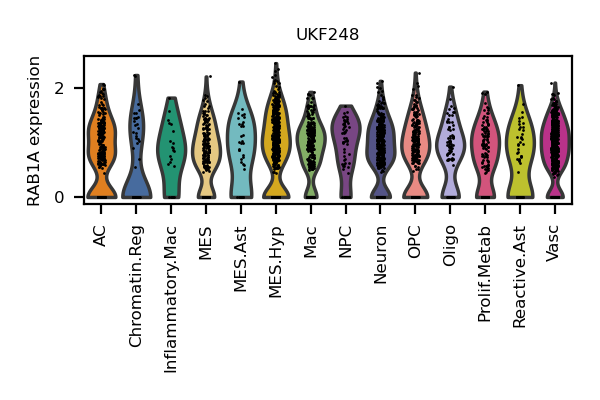 UKF248
RAB1A expression
2
0
AC
Chromatin.Reg
Inflammatory.Mac
MES
MES.Ast
MES.Hyp
Mac
NPC
Neuron
OPC
Oligo
Prolif.Metab
Reactive.Ast
Vasc